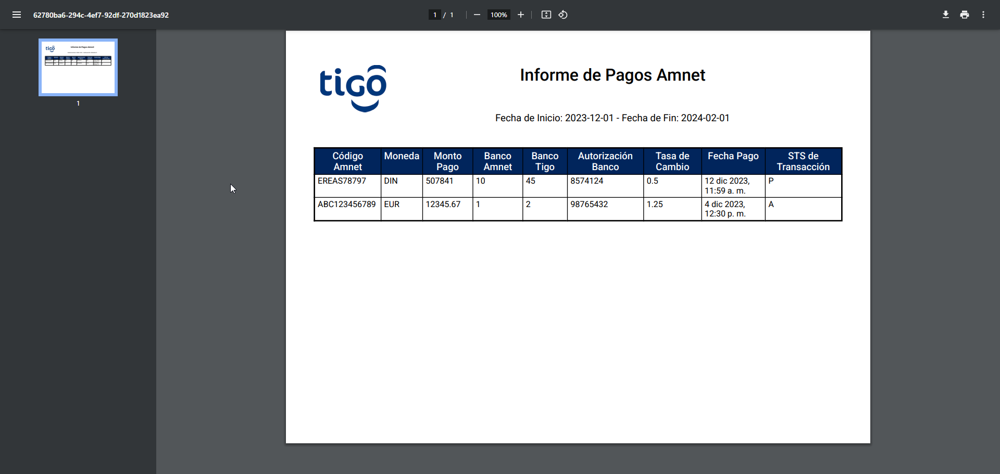 62780ba6-294c-4ef7-92df-270d1823ea92
1 / 1
100%
1
tigo
Informe de Pagos Amnet
Fecha de Inicio: 2023-12-01 - Fecha de Fin: 2024-02-01
Código Amnet Moneda Monto Pago Banco Amnet Banco Tigo Autorización Banco Tasa de Cambio Fecha Pago STS de Transacción
EREAS78797 DIN 507841 10 45 8574124 0.5 12 dic 2023, 11:59 a. m. P
ABC123456789 EUR 12345.67 1 2 98765432 1.25 4 dic 2023, 12:30 p. m. A